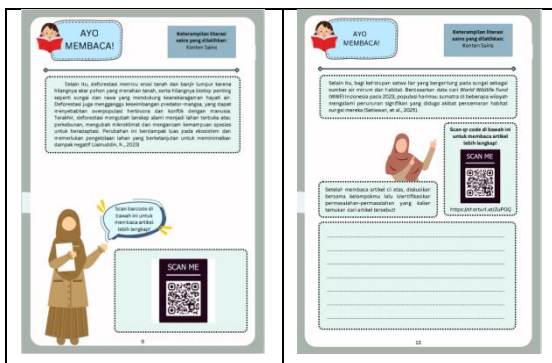 AYO
MEMBACA!
Keterampilan literasi
sains yang dilatihkan:
Konten Sains
Selain itu, deforestasi memicu erosi tanah dan banjir lumpur karena
hilangnya akar pohon yang menahan tanah, serta hilangnya biotop penting
seperti sungai dan rawa yang mendukung keanekaragaman hayati air.
Deforestasi juga mengganggu keseimbangan predator-mangsa, yang dapat
menyebabkan overpopulasi herbivora dan konflik dengan manusia.
Terakhir, deforestasi mengubah lanskap alami menjadi lahan terbuka atau
perkebunan, mengubah mikroklimat dan mengancam kemampuan spesies
untuk beradaptasi. Perubahan ini berdampak luas pada ekosistem dan
memerlukan pengelolaan lahan yang berkelanjutan untuk meminimalkan
dampak negatif (Jainuddin, N., 2023).
Scan barcode di
bawah ini untuk
membaca artikel
lebih lengkap!
SCAN ME
9
AYO
MEMBACA!
Keterampilan literasi
sains yang dilatihkan:
Konten Sains
Selain itu, bagi kehidupan satwa liar yang bergantung pada sungai sebagai
sumber air minum dan habitat. Berdasarkan data dari World Wildlife Fund
(WWF) Indonesia 2023, populasi harimau sumatra di beberapa wilayah,
mengalami penurunan signifikan yang diduga akibat pencemaran habitat
sungai mereka (Setiawan, et al., 2025).
Scan qr code di bawah ini
untuk membaca artikel
lebih lengkap!
SCAN ME
Setelah membaca artikel di atas, diskusikan
bersama kelompokmu lalu identifikasikan
permasalahan-permasalahan yang kalian
temukan dari artikel tersebut!
13